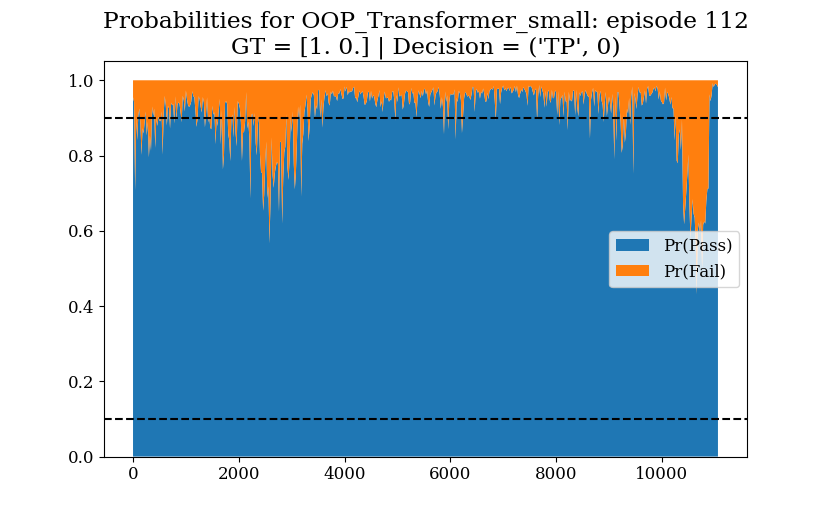 Probabilities for OOP_Transformer_small: episode 112
GT = [1. 0.] | Decision = ('TP', 0)
1.0
0.8
0.6
0.4
0.2
0.0
Pr(Pass)
Pr(Fail)
0 2000 4000 6000 8000 10000